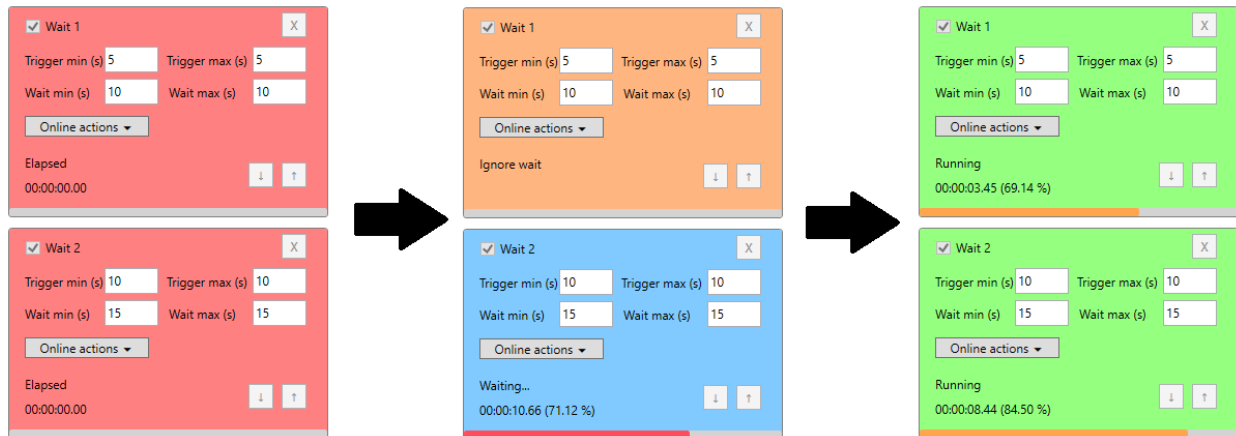 Wait 1 X
Trigger min (s) 5 Trigger max (s) 5
Wait min (s) 10 Wait max (s) 10
Online actions
Elapsed
↓ ↑
00:00:00.00
Wait 2 X
Trigger min (s) 10 Trigger max (s) 10
Wait min (s) 15 Wait max (s) 15
Online actions
Elapsed
↓ ↑
00:00:00.00
Wait 1 X
Trigger min (s) 5 Trigger max (s) 5
Wait min (s) 10 Wait max (s) 10
Online actions
Ignore wait
↓ ↑
Wait 2 X
Trigger min (s) 10 Trigger max (s) 10
Wait min (s) 15 Wait max (s) 15
Online actions
Waiting...
↓ ↑
00:00:10.66 (71.12 %)
Wait 1 X
Trigger min (s) 5 Trigger max (s) 5
Wait min (s) 10 Wait max (s) 10
Online actions
Running
↓ ↑
00:00:03.45 (69.14 %)
Wait 2 X
Trigger min (s) 10 Trigger max (s) 10
Wait min (s) 15 Wait max (s) 15
Online actions
Running
↓ ↑
00:00:08.44 (84.50 %)